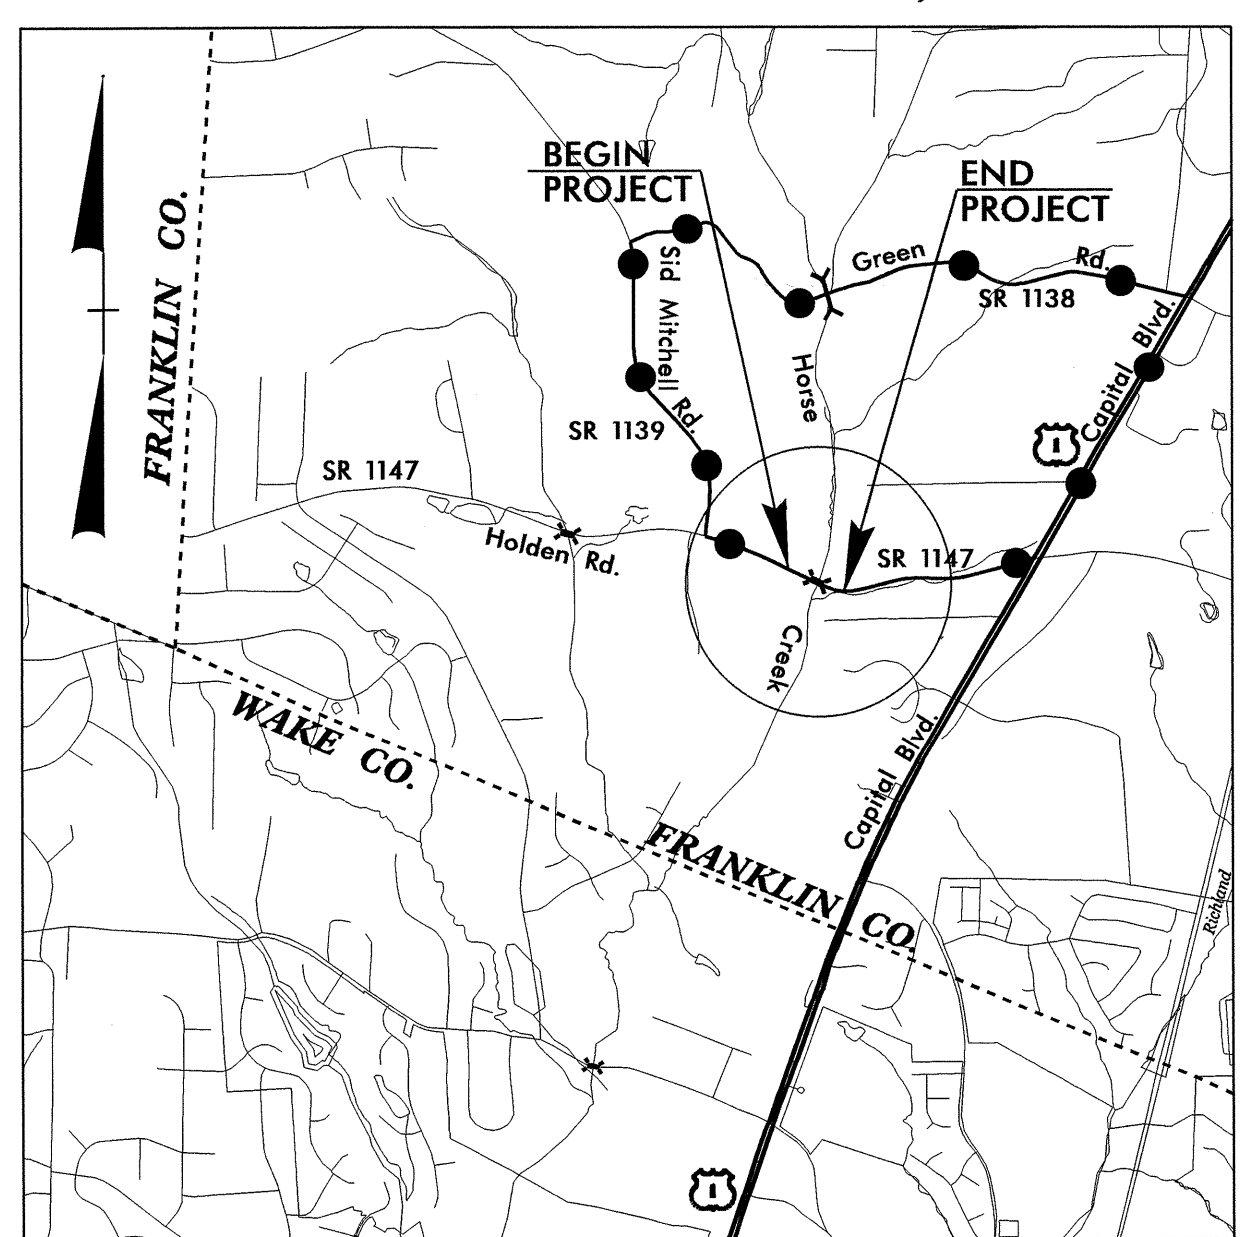 BEGIN
PROJECT
END
PROJECT
FRANKLIN CO.
Sid Mitchell Rd.
Green Rd.
SR 1138
Horse
Capital Blvd.
1
SR 1139
SR 1147
Holden Rd.
SR 1147
Creek
WAKE CO.
Capital Blvd.
FRANKLIN CO.
Richland
1